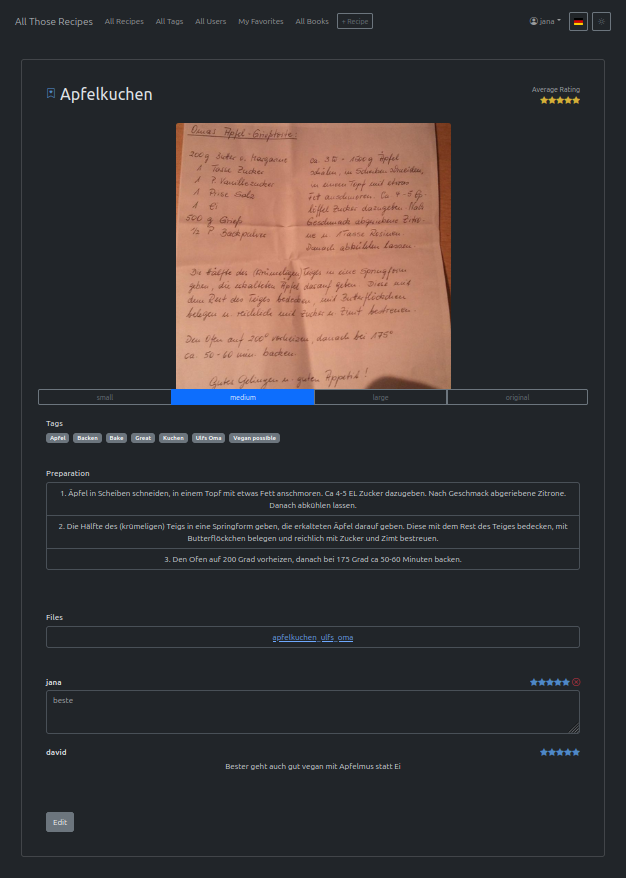 All Those Recipes All Recipes All Tags All Users My Favorites All Books + Recipe jana
Apfelkuchen
Average Rating
Omas Apfel-Grießtorte:
200 g Butter o. Margarine
1 Tasse Zucker
1 P. Vanillezucker
1 Prise Salz
1 Ei
500 g Grieß
1/2 P. Backpulver
schälen, in Scheiben schneiden,
in einem Topf mit etwas
Fett anschmoren. Ca. 4-5 Eß-
löffel Zucker dazugeben. Nach
Geschmack abgeriebene Zitro-
ne u. 1 Tasse Rosinen
Danach abkühlen lassen
Die Hälfte des (krümeligen) Teiges in eine Springform
geben, die erkalteten Äpfel darauf geben. Diese mit
dem Rest des Teiges bedecken, mit Butterflöckchen
belegen u. reichlich mit Zucker u. Zimt bestreuen.
Den Ofen auf 200° vorheizen, danach bei 175°
ca. 50-60 min. backen.
Gutes Gelingen u. guten Appetit!
small medium large original
Tags
Apfel Backen Bake Great Kuchen Ulfs Oma Vegan possible
Preparation
1. Äpfel in Scheiben schneiden, in einem Topf mit etwas Fett anschmoren. Ca 4-5 EL Zucker dazugeben. Nach Geschmack abgeriebene Zitrone.
Danach abkühlen lassen.
2. Die Hälfte des (krümeligen) Teigs in eine Springform geben, die erkalteten Äpfel darauf geben. Diese mit dem Rest des Teiges bedecken, mit
Butterflöckchen belegen und reichlich mit Zucker und Zimt bestreuen.
3. Den Ofen auf 200 Grad vorheizen, danach bei 175 Grad ca 50-60 Minuten backen.
Files
apfelkuchen_ulfs_oma
jana
beste
david
Bester geht auch gut vegan mit Apfelmus statt Ei
Edit